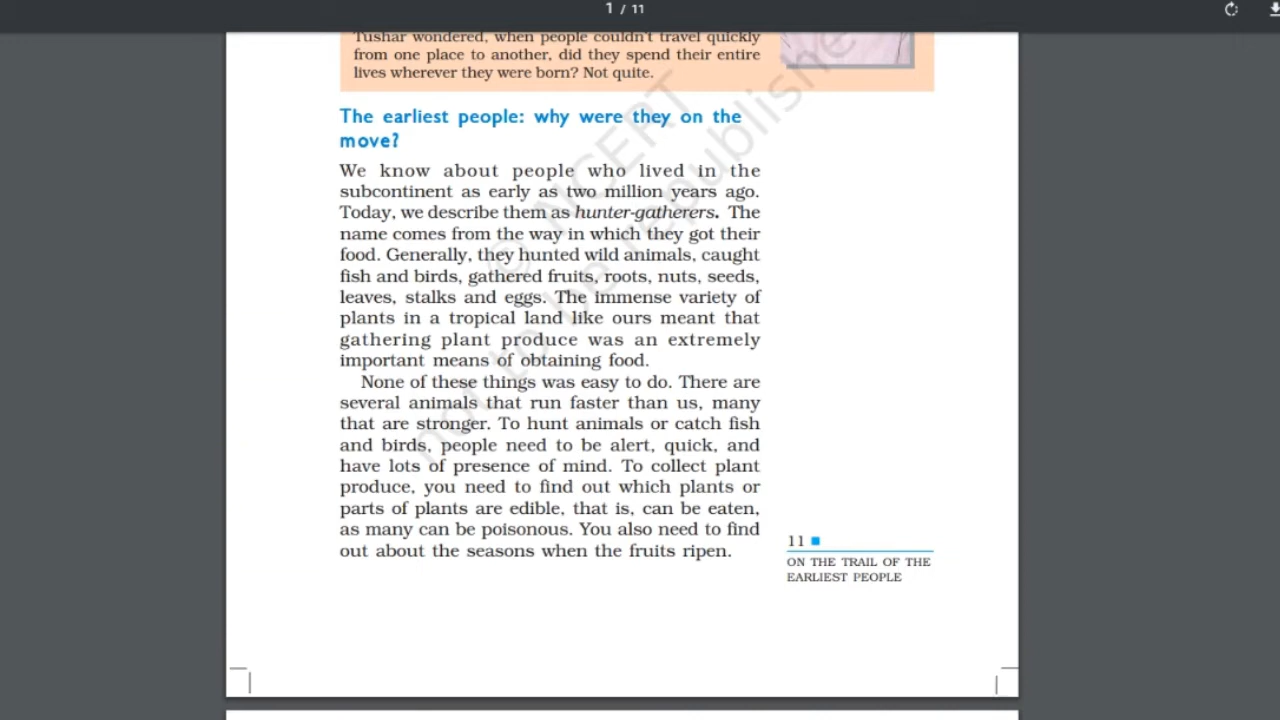 1 / 11
Tushar wondered, when people couldn't travel quickly
from one place to another, did they spend their entire
lives wherever they were born? Not quite.
The earliest people: why were they on the
move?
We know about people who lived in the
subcontinent as early as two million years ago.
Today, we describe them as hunter-gatherers. The
name comes from the way in which they got their
food. Generally, they hunted wild animals, caught
fish and birds, gathered fruits, roots, nuts, seeds,
leaves, stalks and eggs. The immense variety of
plants in a tropical land like ours meant that
gathering plant produce was an extremely
important means of obtaining food.
None of these things was easy to do. There are
several animals that run faster than us, many
that are stronger. To hunt animals or catch fish
and birds, people need to be alert, quick, and
have lots of presence of mind. To collect plant
produce, you need to find out which plants or
parts of plants are edible, that is, can be eaten,
as many can be poisonous. You also need to find
out about the seasons when the fruits ripen.
11
ON THE TRAIL OF THE
EARLIEST PEOPLE
© NCERT
not to be republishe